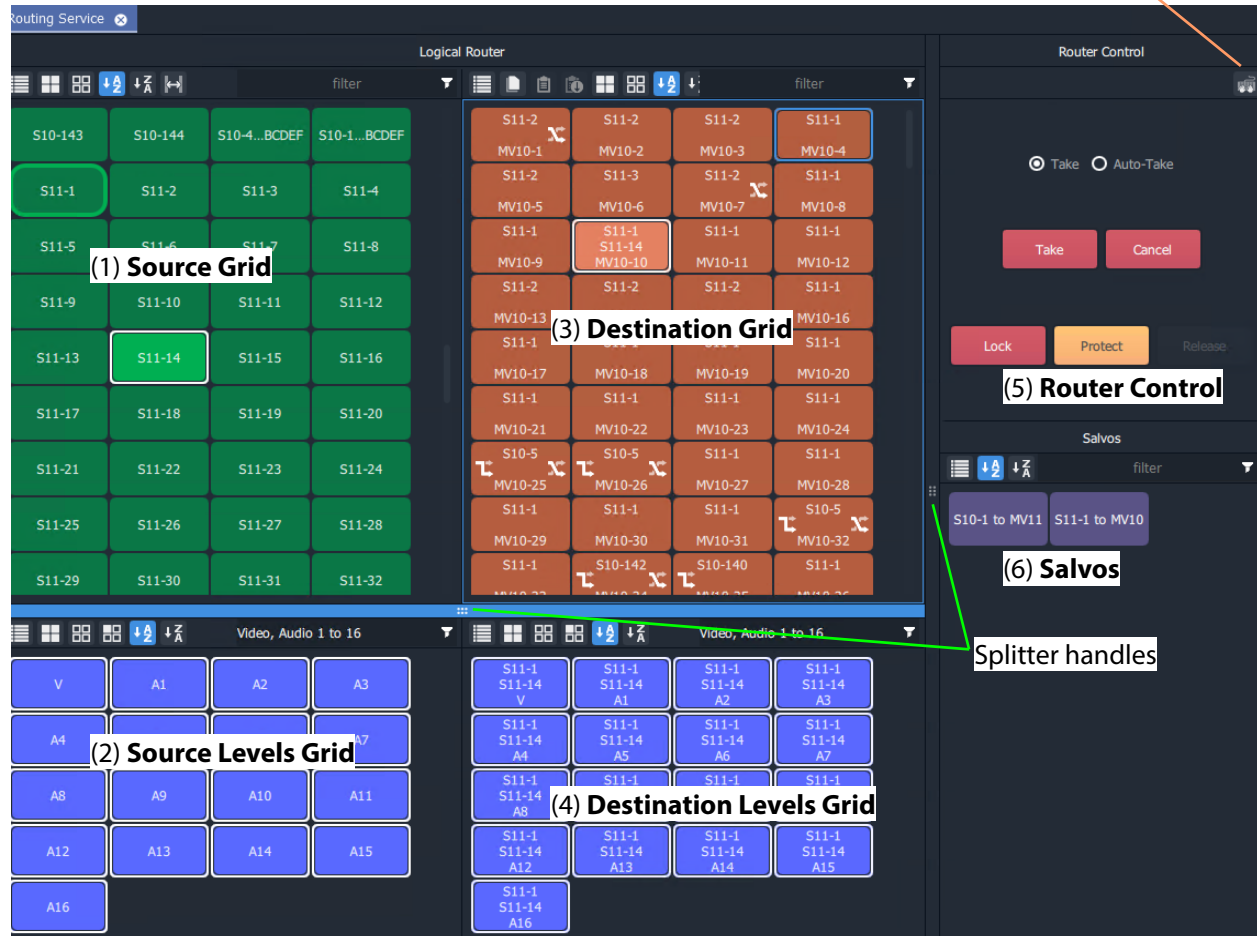 Routing Service
Logical Router
Router Control
filter
filter
S10-143 S10-144 S10-4...BCDEF S10-1...BCDEF
S11-1 S11-2 S11-3 S11-4
S11-5 S11-6 S11-7 S11-8
(1) Source Grid
S11-9 S11-10 S11-11 S11-12
S11-13 S11-14 S11-15 S11-16
S11-17 S11-18 S11-19 S11-20
S11-21 S11-22 S11-23 S11-24
S11-25 S11-26 S11-27 S11-28
S11-29 S11-30 S11-31 S11-32
S11-2 S11-2 S11-2 S11-1
MV10-1 MV10-2 MV10-3 MV10-4
S11-2 S11-3 S11-2 S11-1
MV10-5 MV10-6 MV10-7 MV10-8
S11-1 S11-1 S11-1 S11-1
S11-14
MV10-9 MV10-10 MV10-11 MV10-12
S11-2 S11-2 S11-2 S11-1
MV10-13 MV10-16
(3) Destination Grid
S11-1 S11-1
MV10-17 MV10-18 MV10-19 MV10-20
S11-1 S11-1 S11-1 S11-1
MV10-21 MV10-22 MV10-23 MV10-24
S10-5 S10-5 S11-1 S11-1
MV10-25 MV10-26 MV10-27 MV10-28
S11-1 S11-1 S11-1 S10-5
MV10-29 MV10-30 MV10-31 MV10-32
S11-1 S10-142 S10-140 S11-1
Take Auto-Take
Take Cancel
Lock Protect Release
(5) Router Control
Salvos
filter
S10-1 to MV11 S11-1 to MV10
(6) Salvos
Splitter handles
Video, Audio 1 to 16
V A1 A2 A3
A4 A7
(2) Source Levels Grid
A8 A9 A10 A11
A12 A13 A14 A15
A16
Video, Audio 1 to 16
S11-1 S11-1 S11-1 S11-1
S11-14 S11-14 S11-14 S11-14
V A1 A2 A3
S11-1 S11-1 S11-1 S11-1
S11-14 S11-14 S11-14 S11-14
A4 A5 A6 A7
S11-1 S11-1 S11-1 S11-1
S11-14
A8
(4) Destination Levels Grid
S11-1 S11-1 S11-1 S11-1
S11-14 S11-14 S11-14 S11-14
A12 A13 A14 A15
S11-1
S11-14
A16